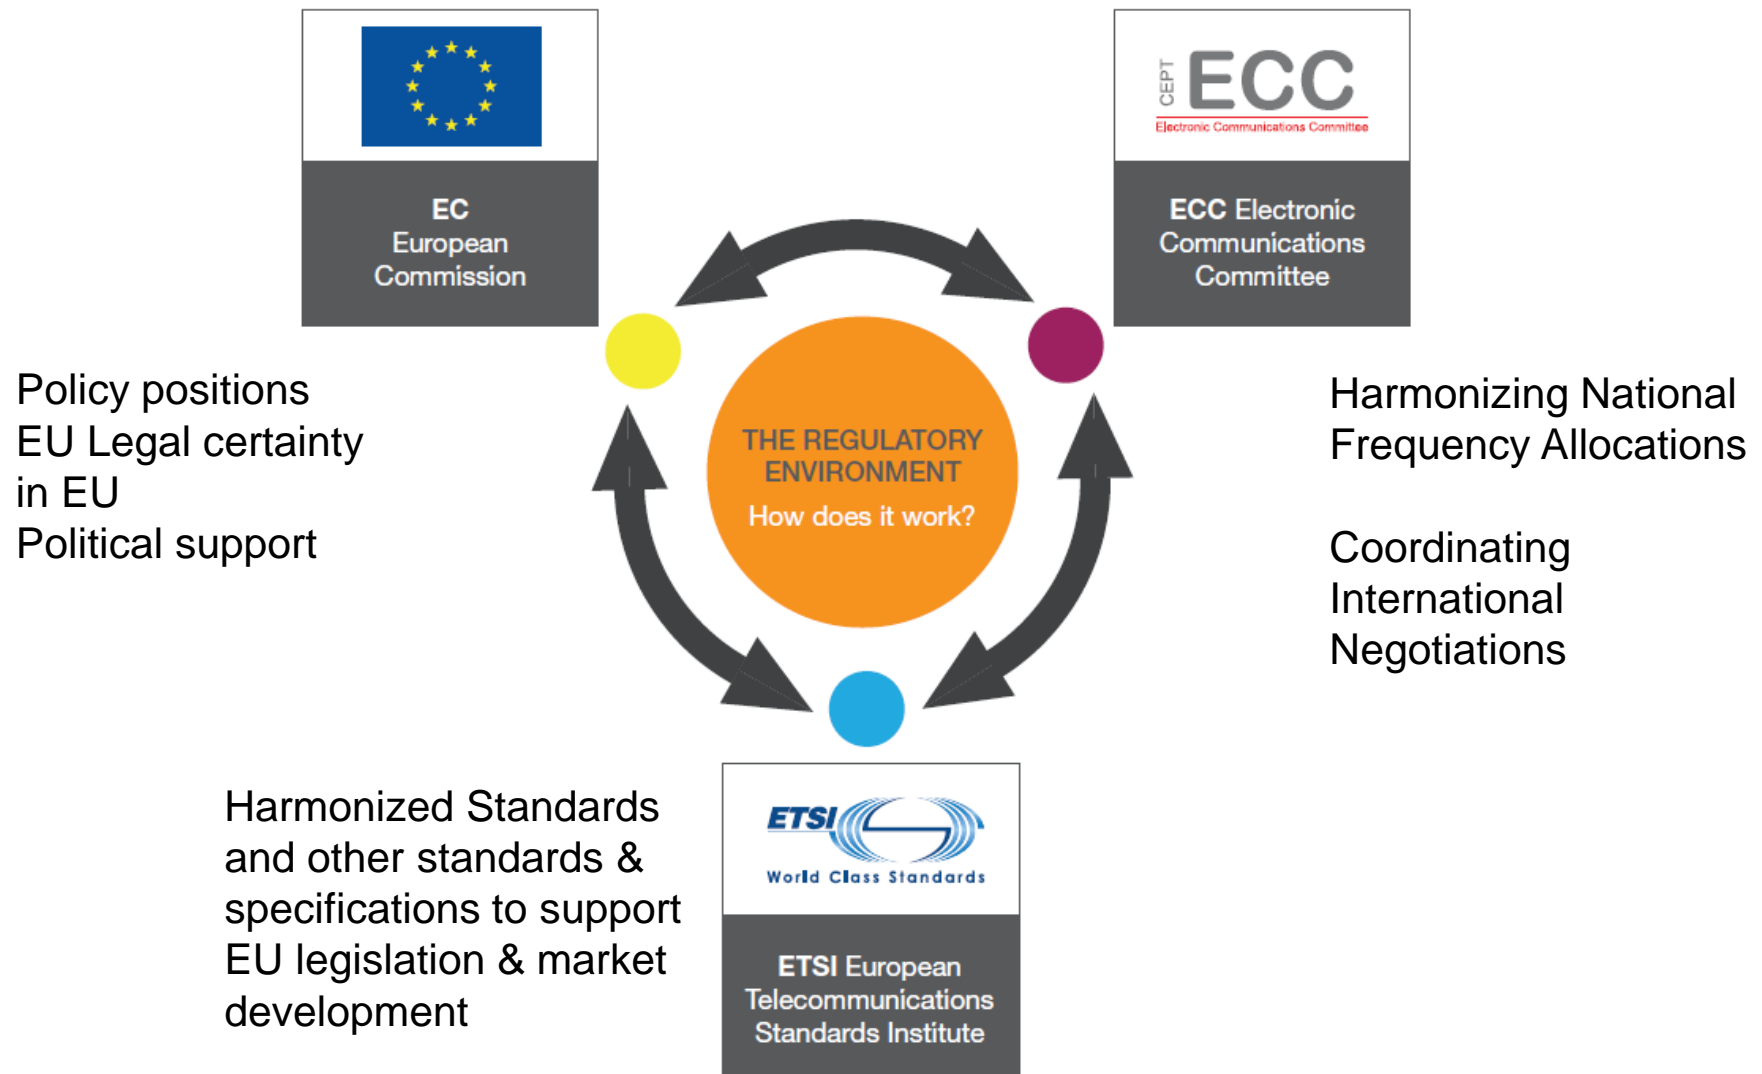 EC
European
Commission
CEPT
ECC
Electronic Communications Committee
ECC Electronic
Communications
Committee
Policy positions
EU Legal certainty
in EU
Political support
THE REGULATORY
ENVIRONMENT
How does it work?
Harmonizing National
Frequency Allocations
Coordinating
International
Negotiations
Harmonized Standards
and other standards &
specifications to support
EU legislation & market
development
ETSI
World Class Standards
ETSI European
Telecommunications
Standards Institute